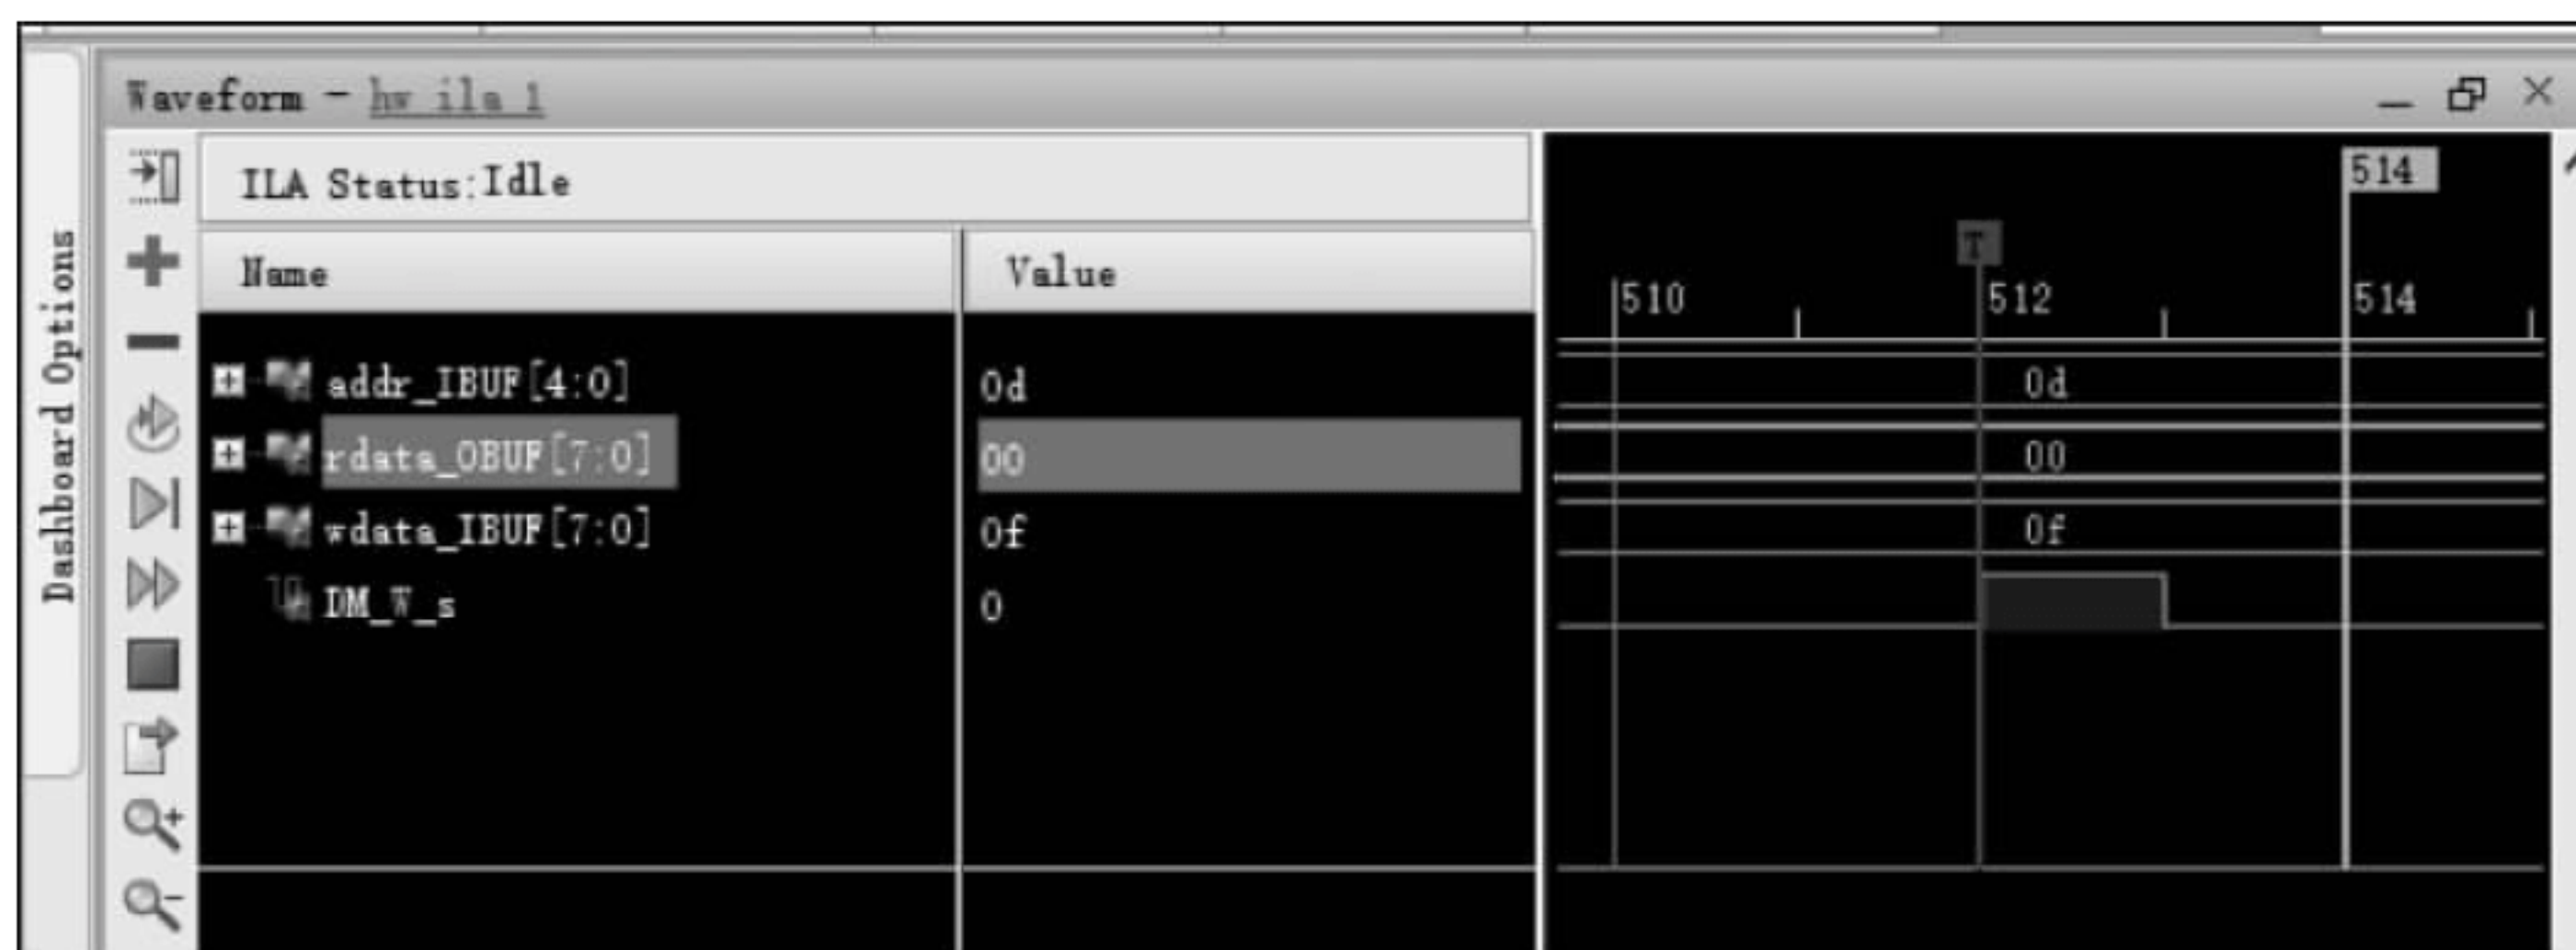 Dashboard Options
Waveform - hw_ila_1
ILA Status:Idle
Name Value
addr_IBUF[4:0] 0d
rdata_OBUF[7:0] 00
wdata_IBUF[7:0] 0f
DM_W_s 0
514
T
510 512 514
0d
00
0f